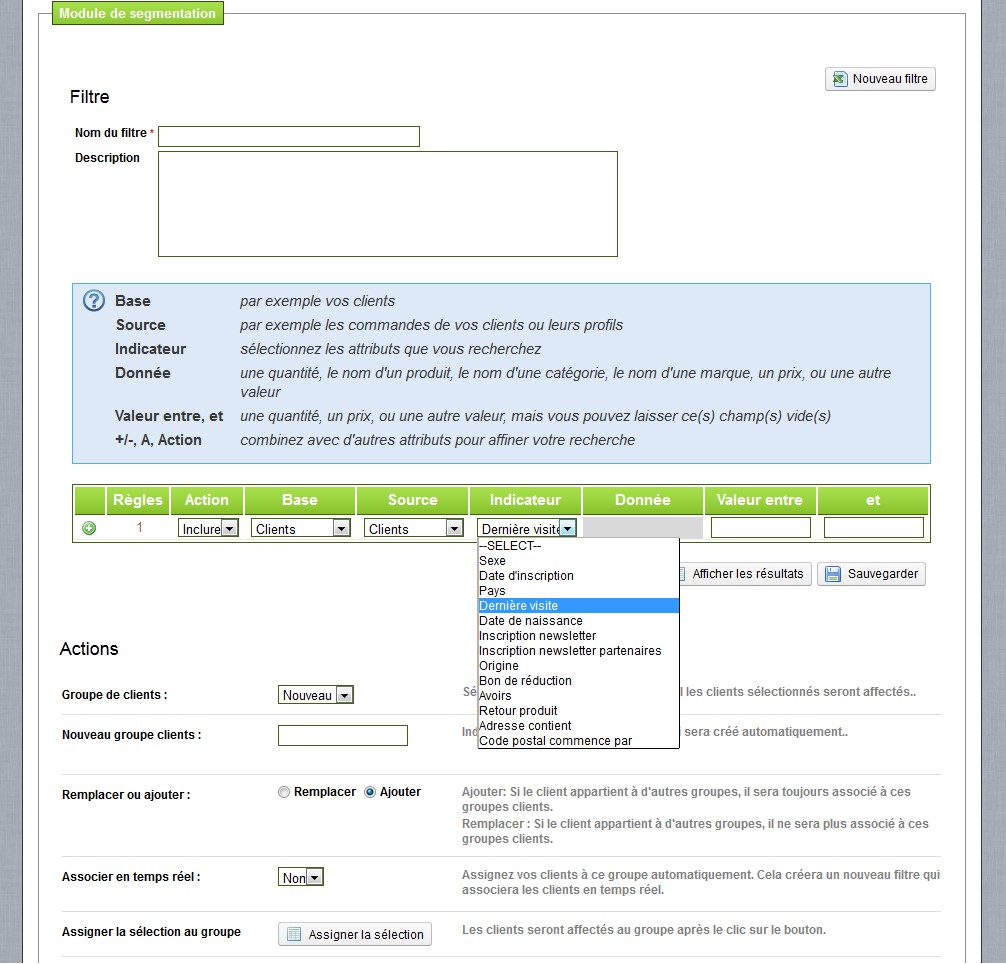 Module de segmentation
Nouveau filtre
Filtre
Nom du filtre *
Description
? Base par exemple vos clients
Source par exemple les commandes de vos clients ou leurs profils
Indicateur sélectionnez les attributs que vous recherchez
Donnée une quantité, le nom d'un produit, le nom d'une catégorie, le nom d'une marque, un prix, ou une autre
valeur
Valeur entre, et une quantité, un prix, ou une autre valeur, mais vous pouvez laisser ce(s) champ(s) vide(s)
+/-, A, Action combinez avec d'autres attributs pour affiner votre recherche
Règles Action Base Source Indicateur Donnée Valeur entre et
1 Inclure Clients Clients Dernière visite
--SELECT--
Sexe
Date d'inscription
Pays
Dernière visite
Date de naissance
Inscription newsletter
Inscription newsletter partenaires
Origine
Bon de réduction
Avoirs
Retour produit
Adresse contient
Code postal commence par
Afficher les résultats Sauvegarder
Actions
Groupe de clients : Nouveau les clients sélectionnés seront affectés..
Nouveau groupe clients : sera créé automatiquement..
Remplacer ou ajouter : Remplacer Ajouter Ajouter: Si le client appartient à d'autres groupes, il sera toujours associé à ces
groupes clients.
Remplacer : Si le client appartient à d'autres groupes, il ne sera plus associé à ces
groupes clients.
Associer en temps réel : Non Assignez vos clients à ce groupe automatiquement. Cela créera un nouveau filtre qui
associera les clients en temps réel.
Assigner la sélection au groupe Assigner la sélection Les clients seront affectés au groupe après le clic sur le bouton.